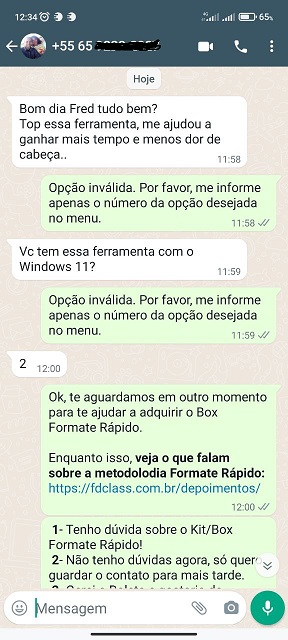 12:34
65%
+55 65
Hoje
Bom dia Fred tudo bem?
Top essa ferramenta, me ajudou a
ganhar mais tempo e menos dor de
cabeça..
11:58
Opção inválida. Por favor, me informe
apenas o número da opção desejada
no menu.
11:58
Vc tem essa ferramenta com o
Windows 11?
11:59
Opção inválida. Por favor, me informe
apenas o número da opção desejada
no menu.
11:59
2
12:00
Ok, te aguardamos em outro momento
para te ajudar a adquirir o Box
Formate Rápido.
Enquanto isso, veja o que falam
sobre a metodolodia Formate Rápido:
https://fdclass.com.br/depoimentos/
12:00
1- Tenho dúvida sobre o Kit/Box
Formate Rápido!
2- Não tenho dúvidas agora, só quero
guardar o contato para mais tarde.
Mensagem